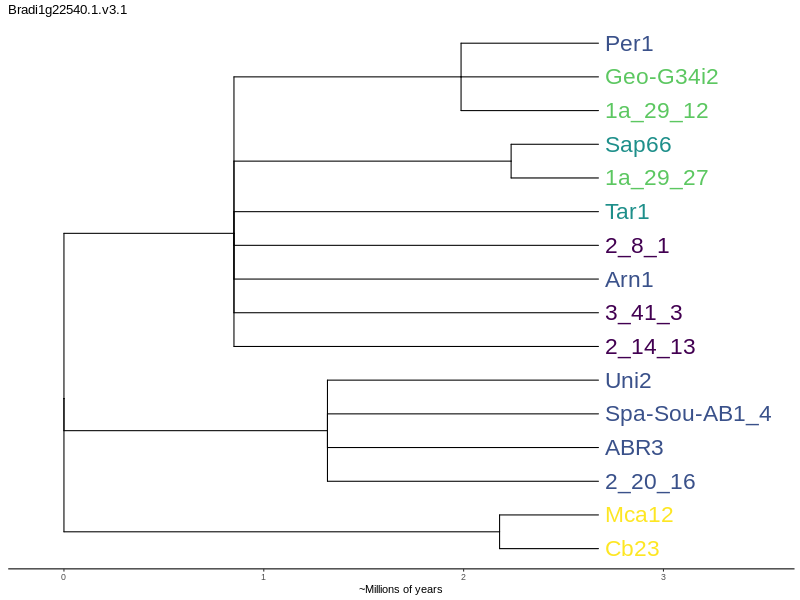 Bradi1g22540.1.v3.1
Per1
Geo-G34i2
1a_29_12
Sap66
1a_29_27
Tar1
2_8_1
Arn1
3_41_3
2_14_13
Uni2
Spa-Sou-AB1_4
ABR3
2_20_16
Mca12
Cb23
0 1 2 3
~Millions of years